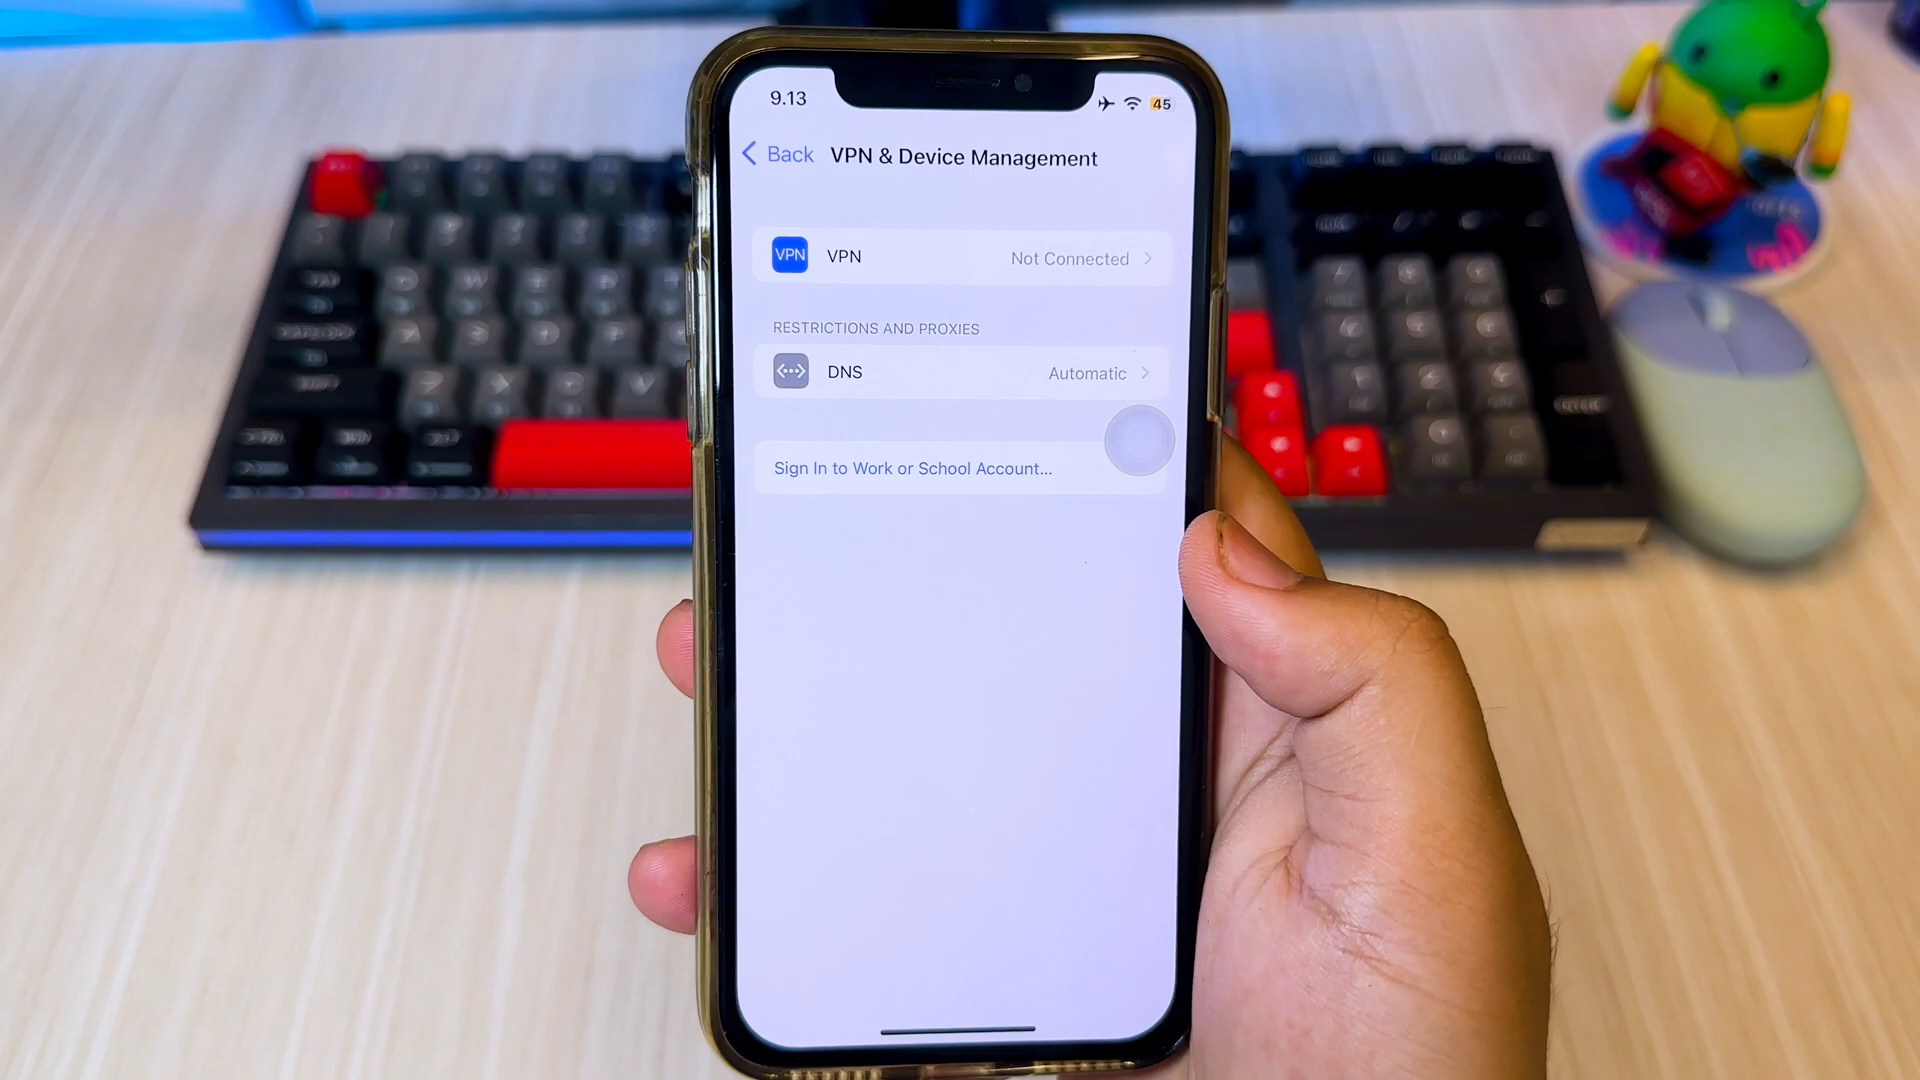 9.13
45
Back
VPN & Device Management
VPN VPN Not Connected
RESTRICTIONS AND PROXIES
DNS Automatic
Sign In to Work or School Account...